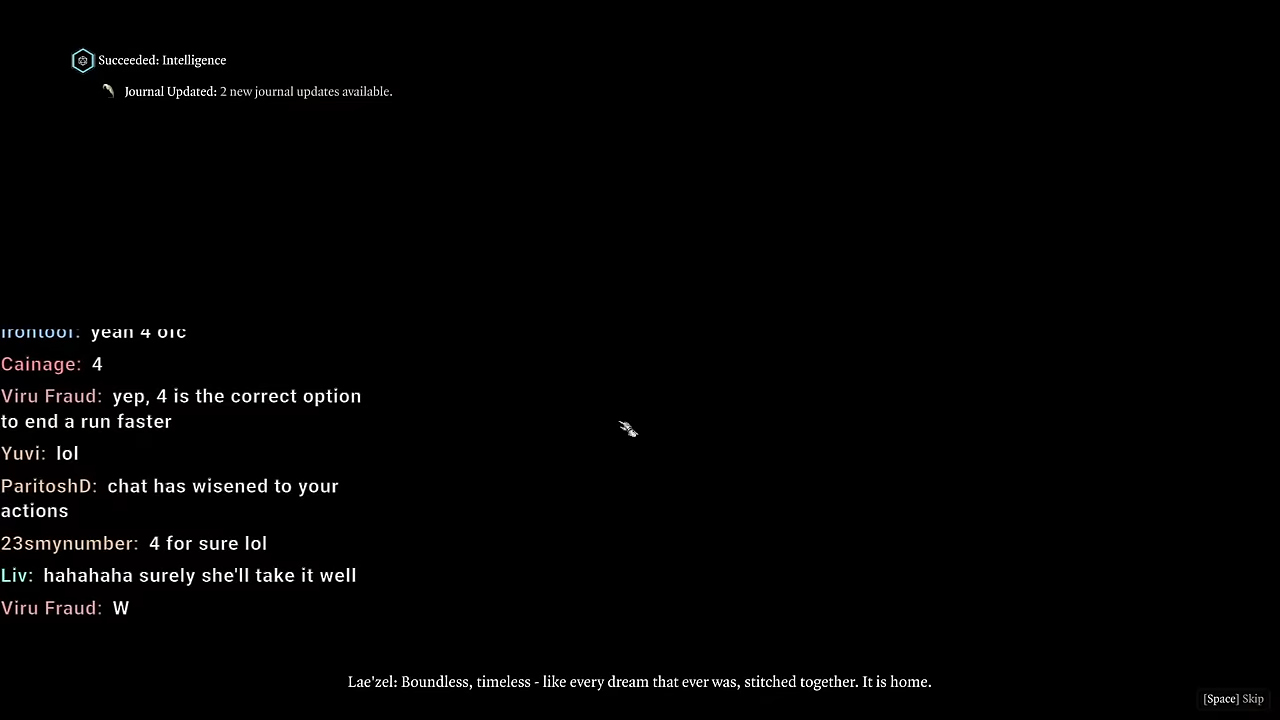 Succeeded: Intelligence
Journal Updated: 2 new journal updates available.
Irontoof: yeah 4 ofc
Cainage: 4
Viru Fraud: yep, 4 is the correct option
to end a run faster
Yuvi: lol
ParitoshD: chat has wisened to your
actions
23smynumber: 4 for sure lol
Liv: hahahaha surely she'll take it well
Viru Fraud: W
Lae'zel: Boundless, timeless - like every dream that ever was, stitched together. It is home.
[Space] Skip